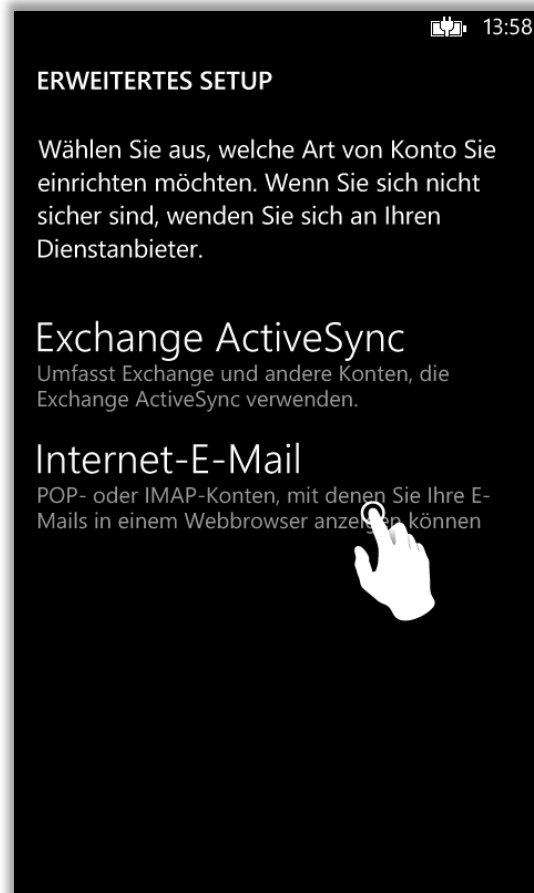 13:58
ERWEITERTES SETUP
Wählen Sie aus, welche Art von Konto Sie
einrichten möchten. Wenn Sie sich nicht
sicher sind, wenden Sie sich an Ihren
Dienstanbieter.
Exchange ActiveSync
Umfasst Exchange und andere Konten, die
Exchange ActiveSync verwenden.
Internet-E-Mail
POP- oder IMAP-Konten, mit denen Sie Ihre E-
Mails in einem Webbrowser anzeigen können